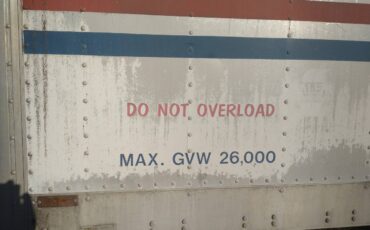 DO NOT OVERLOAD
MAX. GVW 26,000